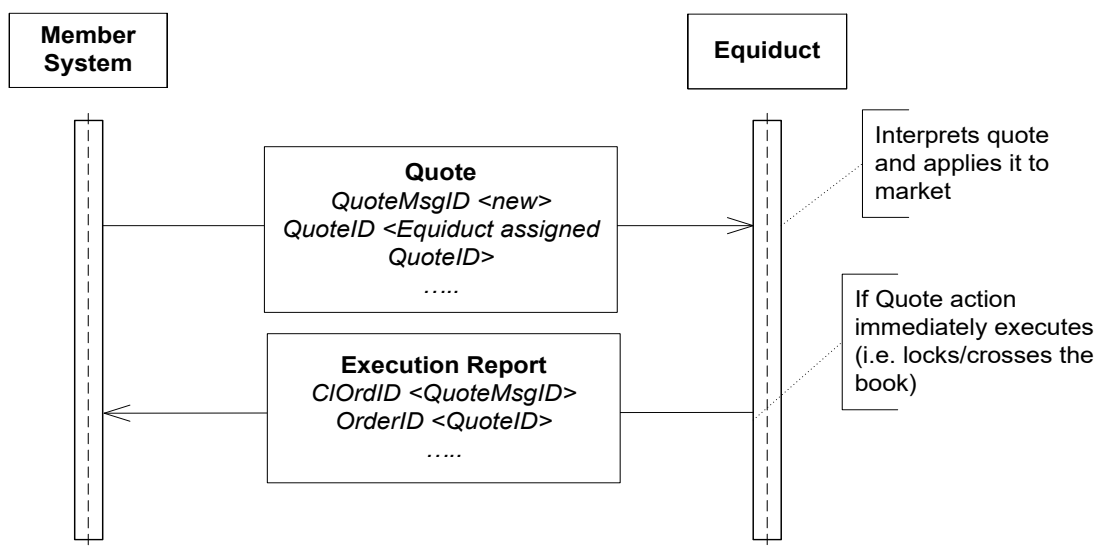 Member
System
Equiduct
Interprets quote
and applies it to
market
Quote
QuoteMsgID <new>
QuoteID <Equiduct assigned
QuoteID>
…..
If Quote action
immediately executes
(i.e. locks/crosses the
book)
Execution Report
ClOrdID <QuoteMsgID>
OrderID <QuoteID>
…..